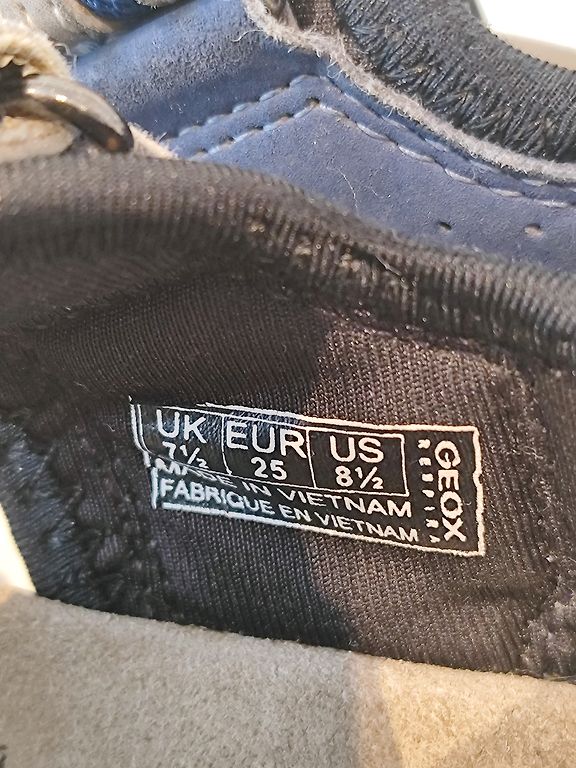 UK EUR US
7½ 25 8½
MADE IN VIETNAM
FABRIQUE EN VIETNAM
GEOX
RESPIRA